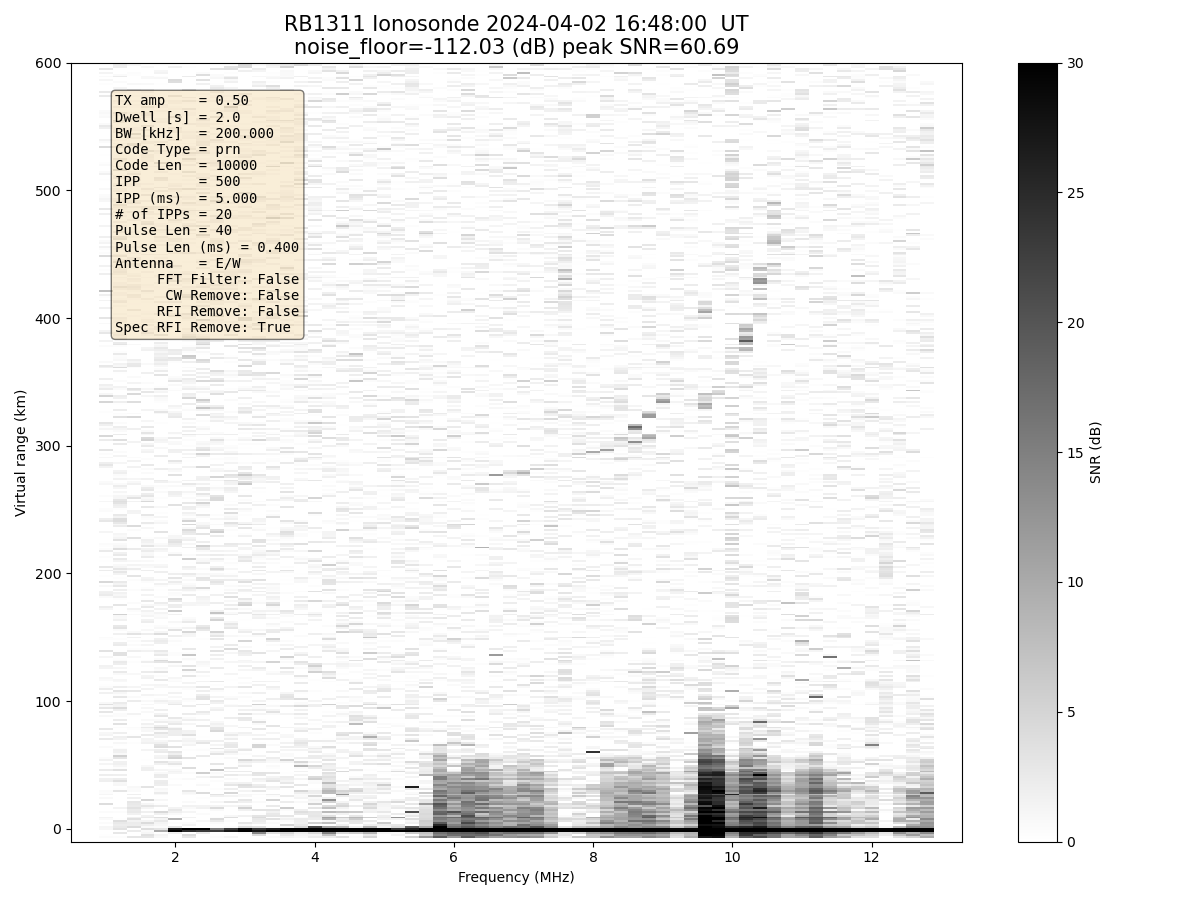 RB1311 Ionosonde 2024-04-02 16:48:00  UT
noise_floor=-112.03 (dB) peak SNR=60.69
TX amp    = 0.50
Dwell [s] = 2.0
BW [kHz]  = 200.000
Code Type = prn
Code Len  = 10000
IPP       = 500
IPP (ms)  = 5.000
# of IPPs = 20
Pulse Len = 40
Pulse Len (ms) = 0.400
Antenna   = E/W
FFT Filter: False
CW Remove: False
RFI Remove: False
Spec RFI Remove: True
600
500
400
300
200
100
0
Virtual range (km)
2
4
6
8
10
12
Frequency (MHz)
30
25
20
15
10
5
0
SNR (dB)